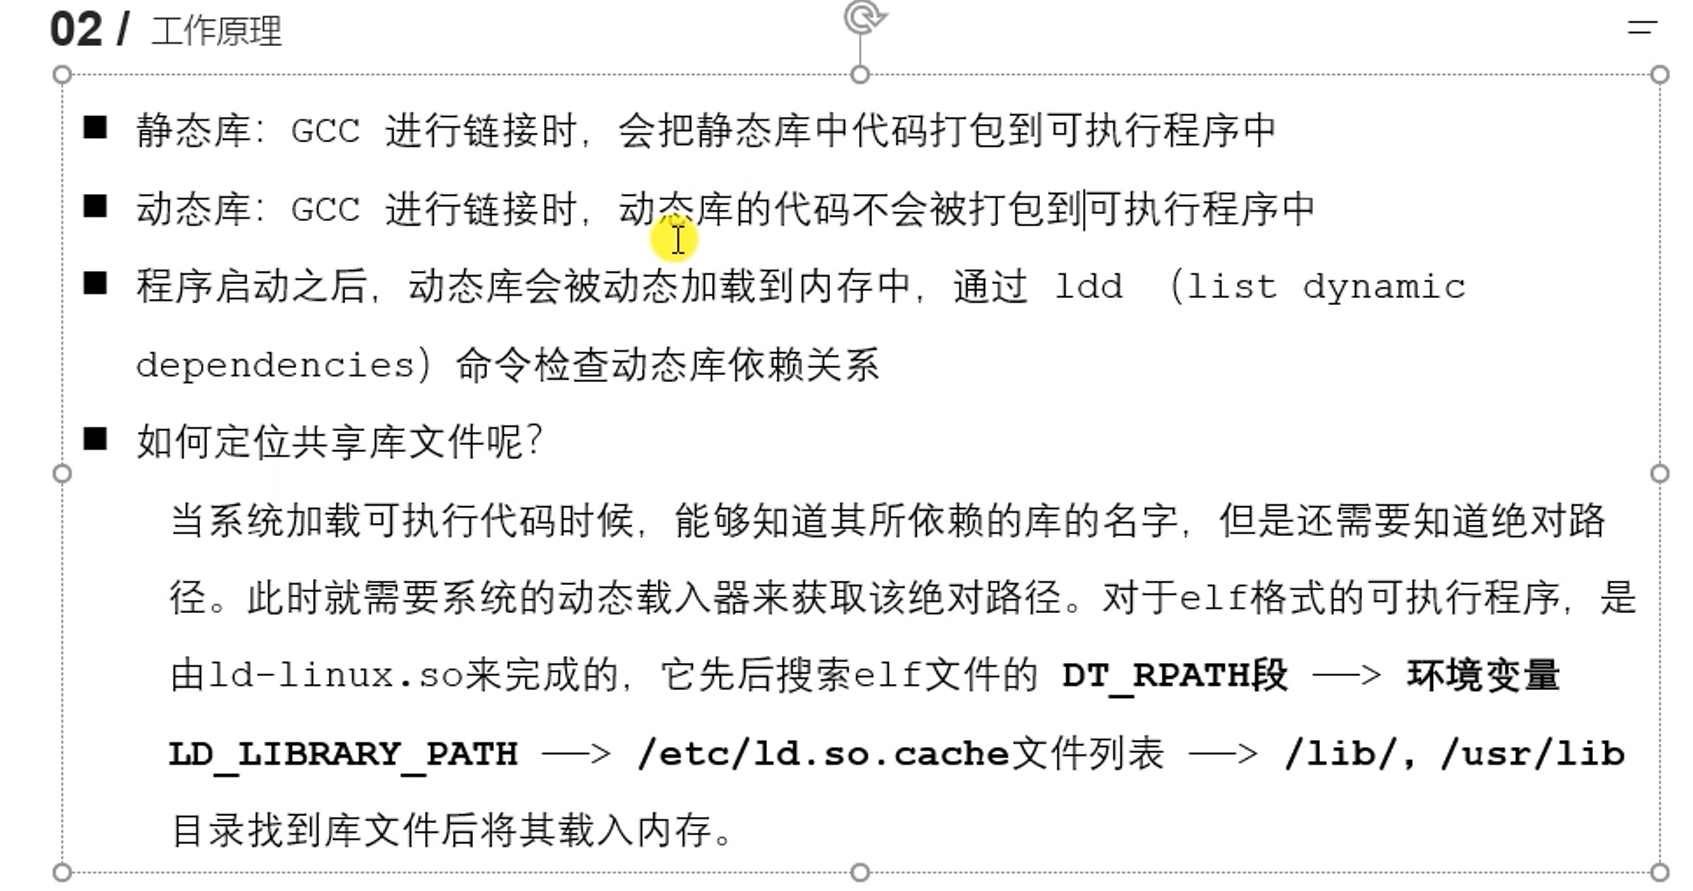 02 / 工作原理
■ 静态库：GCC 进行链接时，会把静态库中代码打包到可执行程序中
■ 动态库：GCC 进行链接时，动态库的代码不会被打包到可执行程序中
■ 程序启动之后，动态库会被动态加载到内存中，通过 ldd （list dynamic
dependencies）命令检查动态库依赖关系
■ 如何定位共享库文件呢？
当系统加载可执行代码时候，能够知道其所依赖的库的名字，但是还需要知道绝对路
径。此时就需要系统的动态载入器来获取该绝对路径。对于elf格式的可执行程序，是
由ld-linux.so来完成的，它先后搜索elf文件的 DT_RPATH段 ——> 环境变量
LD_LIBRARY_PATH ——> /etc/ld.so.cache文件列表 ——> /lib/，/usr/lib
目录找到库文件后将其载入内存。